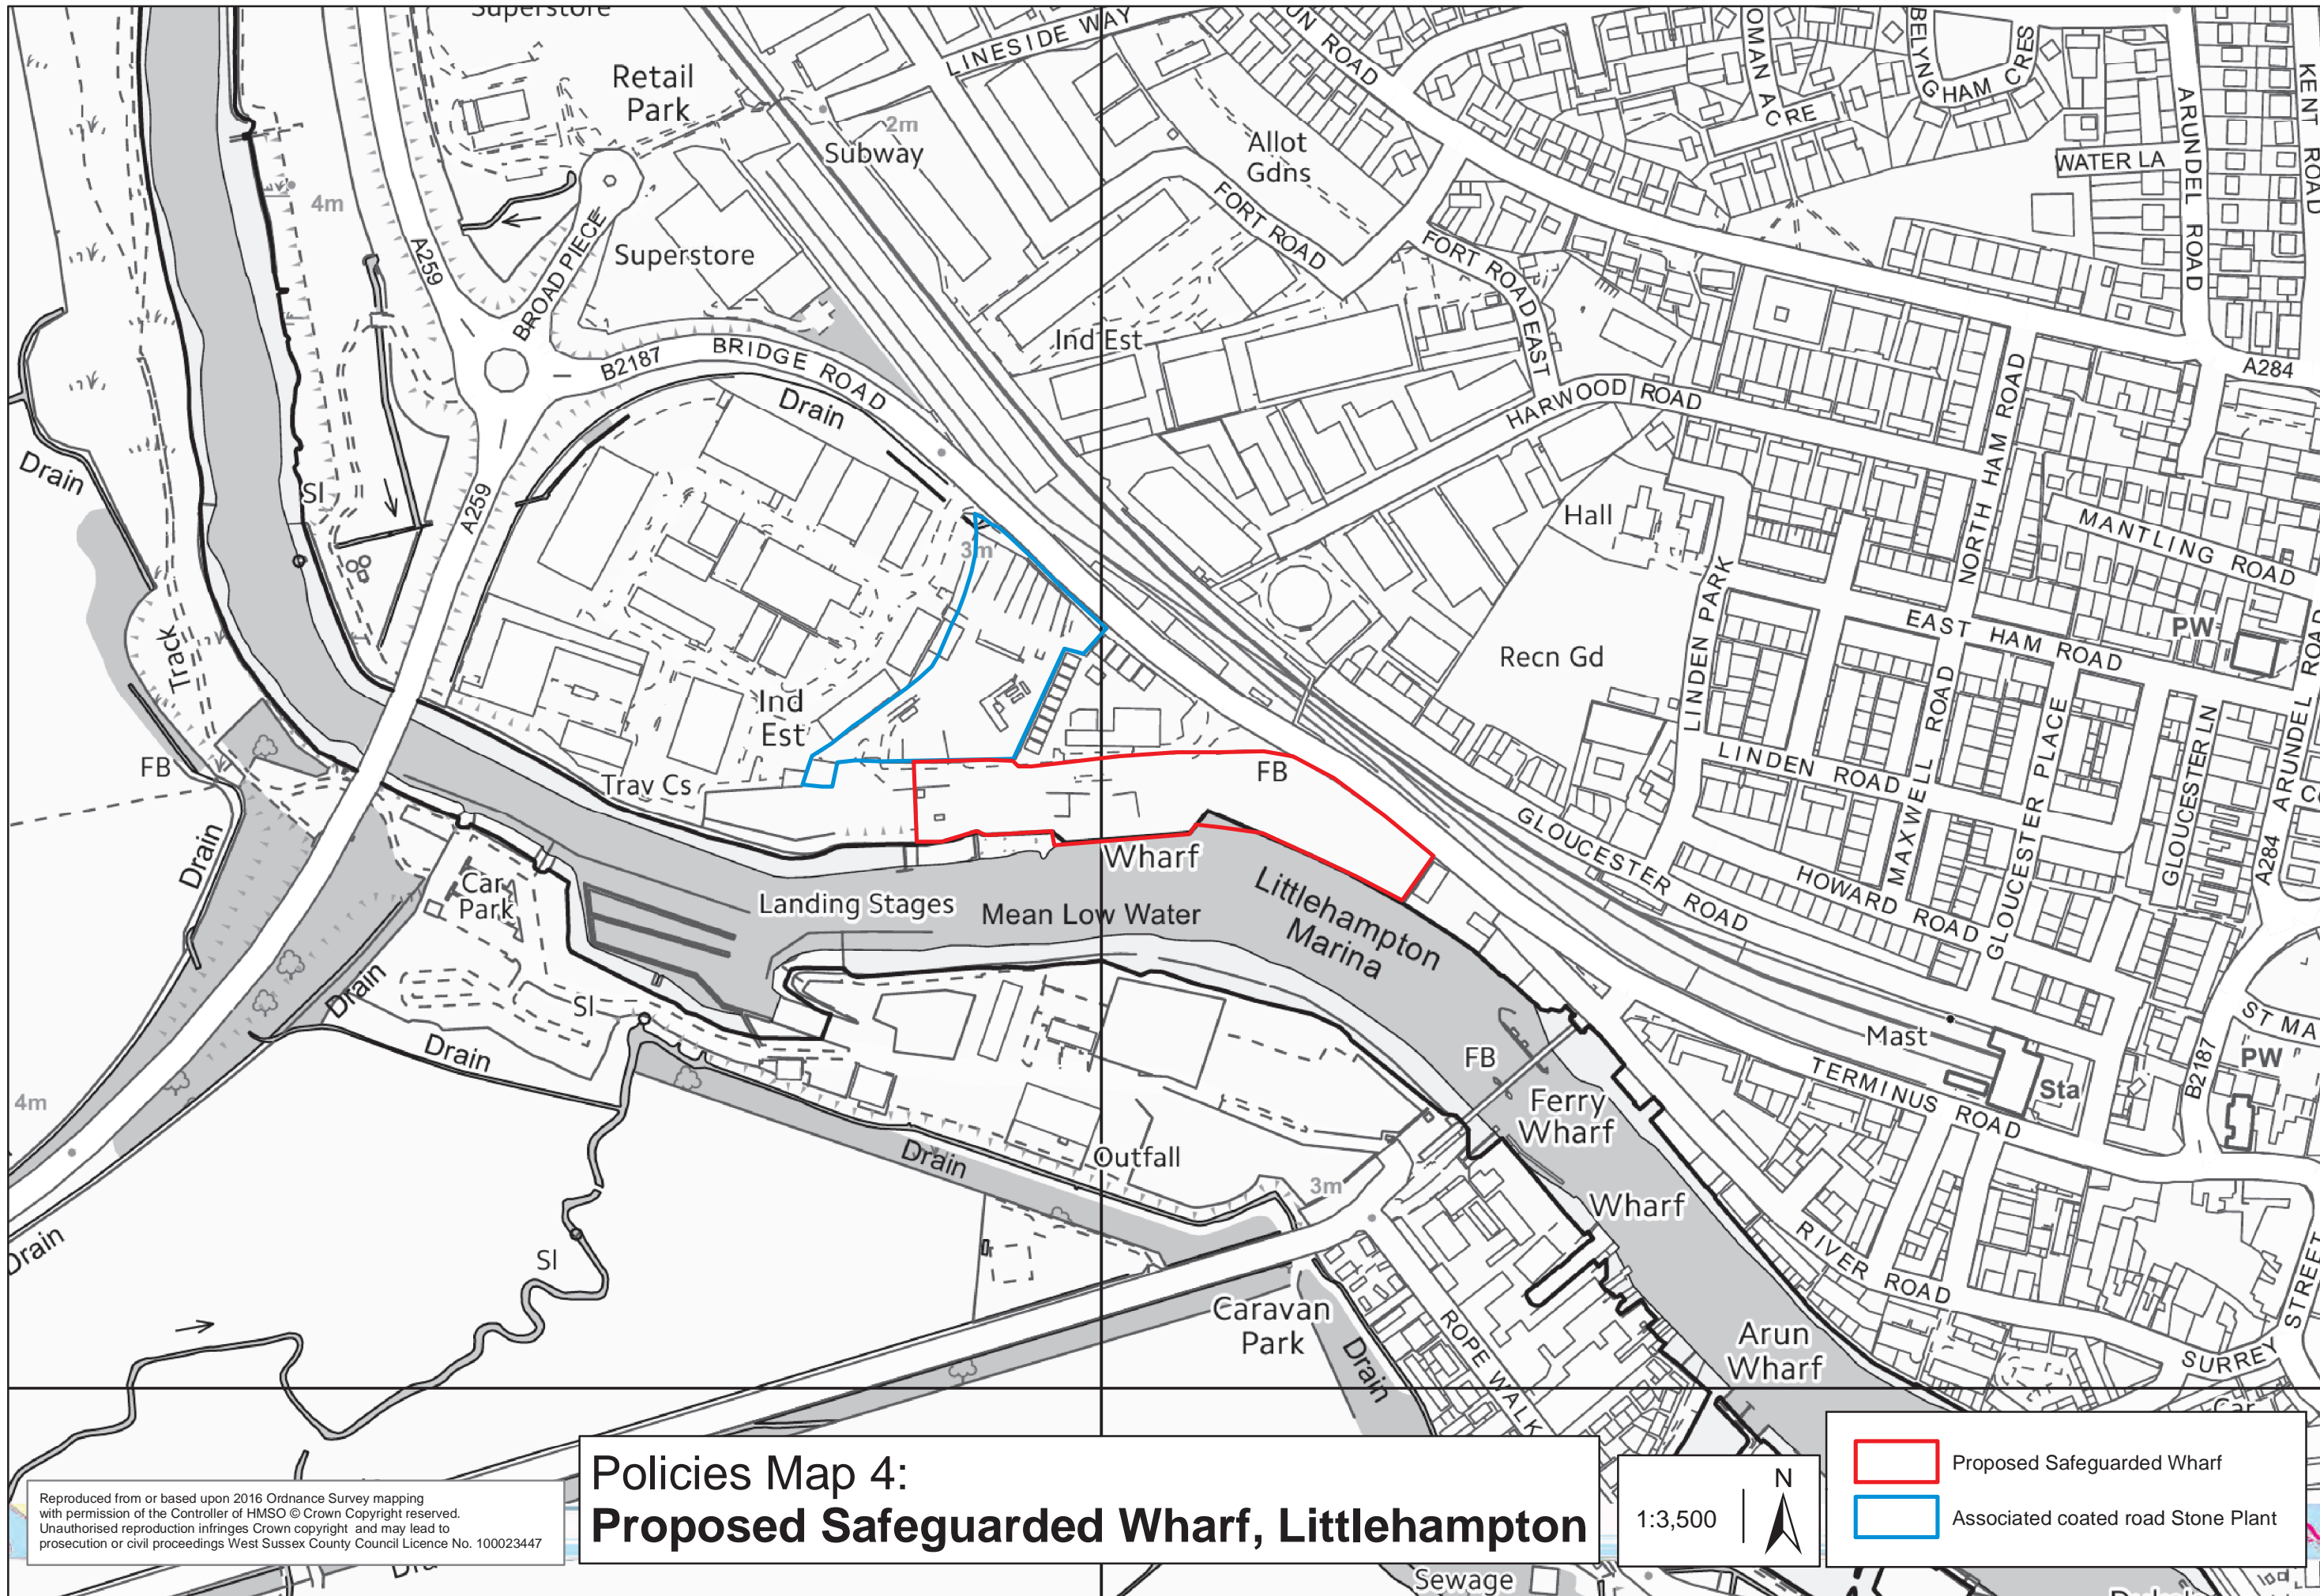 Superstore
LINESIDE WAY
UN ROAD
OMAN ACRE
BELYNGHAM CRES
KENT ROAD
Retail
Park
2m
Subway
Allot
Gdns
ARUNDEL ROAD
WATER LA
4m
A259
BROAD PIECE
Superstore
FORT ROAD
FORT ROAD EAST
Ind Est
B2187
BRIDGE ROAD
A284
Drain
HARWOOD ROAD
NORTH HAM ROAD
Drain
Sl
A259
3m
Hall
MANTLING ROAD
LINDEN PARK
EAST HAM ROAD
PW
ARUNDEL ROAD
Track
Recn Gd
Ind
Est
FB
Trav Cs
FB
LINDEN ROAD
MAXWELL ROAD
GLOUCESTER PLACE
GLOUCESTER LN
A284
Drain
Car
Park
Wharf
Landing Stages
Mean Low Water
Littlehampton
Marina
GLOUCESTER ROAD
HOWARD ROAD
Drain
Sl
Drain
Mast
ST MA
B2187
PW
FB
Ferry
Wharf
TERMINUS ROAD
Sta
4m
Drain
Outfall
3m
Wharf
Drain
Sl
RIVER ROAD
Caravan
Park
Drain
ROPE WALK
Arun
Wharf
SURREY STREET
Policies Map 4:
Proposed Safeguarded Wharf, Littlehampton
1:3,500
N
Proposed Safeguarded Wharf
Associated coated road Stone Plant
Reproduced from or based upon 2016 Ordnance Survey mapping
with permission of the Controller of HMSO © Crown Copyright reserved.
Unauthorised reproduction infringes Crown copyright and may lead to
prosecution or civil proceedings West Sussex County Council Licence No. 100023447
Sewage